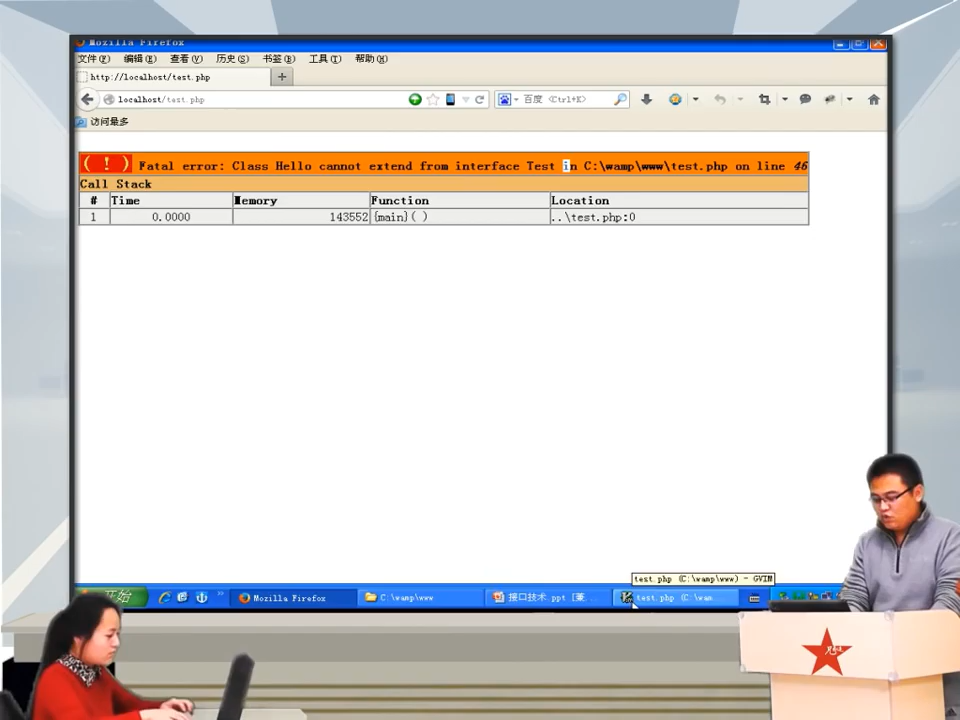 Mozilla Firefox
文件(F) 编辑(E) 查看(V) 历史(S) 书签(B) 工具(T) 帮助(H)
http://localhost/test.php +
localhost/test.php 百度 <Ctrl+K>
访问最多
( ! ) Fatal error: Class Hello cannot extend from interface Test in C:\wamp\www\test.php on line 46
Call Stack
# Time Memory Function Location
1 0.0000 143552 {main}( ) ..\test.php:0
test.php (C:\wamp\www) - GVIM
开始 Mozilla Firefox C:\wamp\www 接口技术.ppt [兼... test.php (C:\wam...